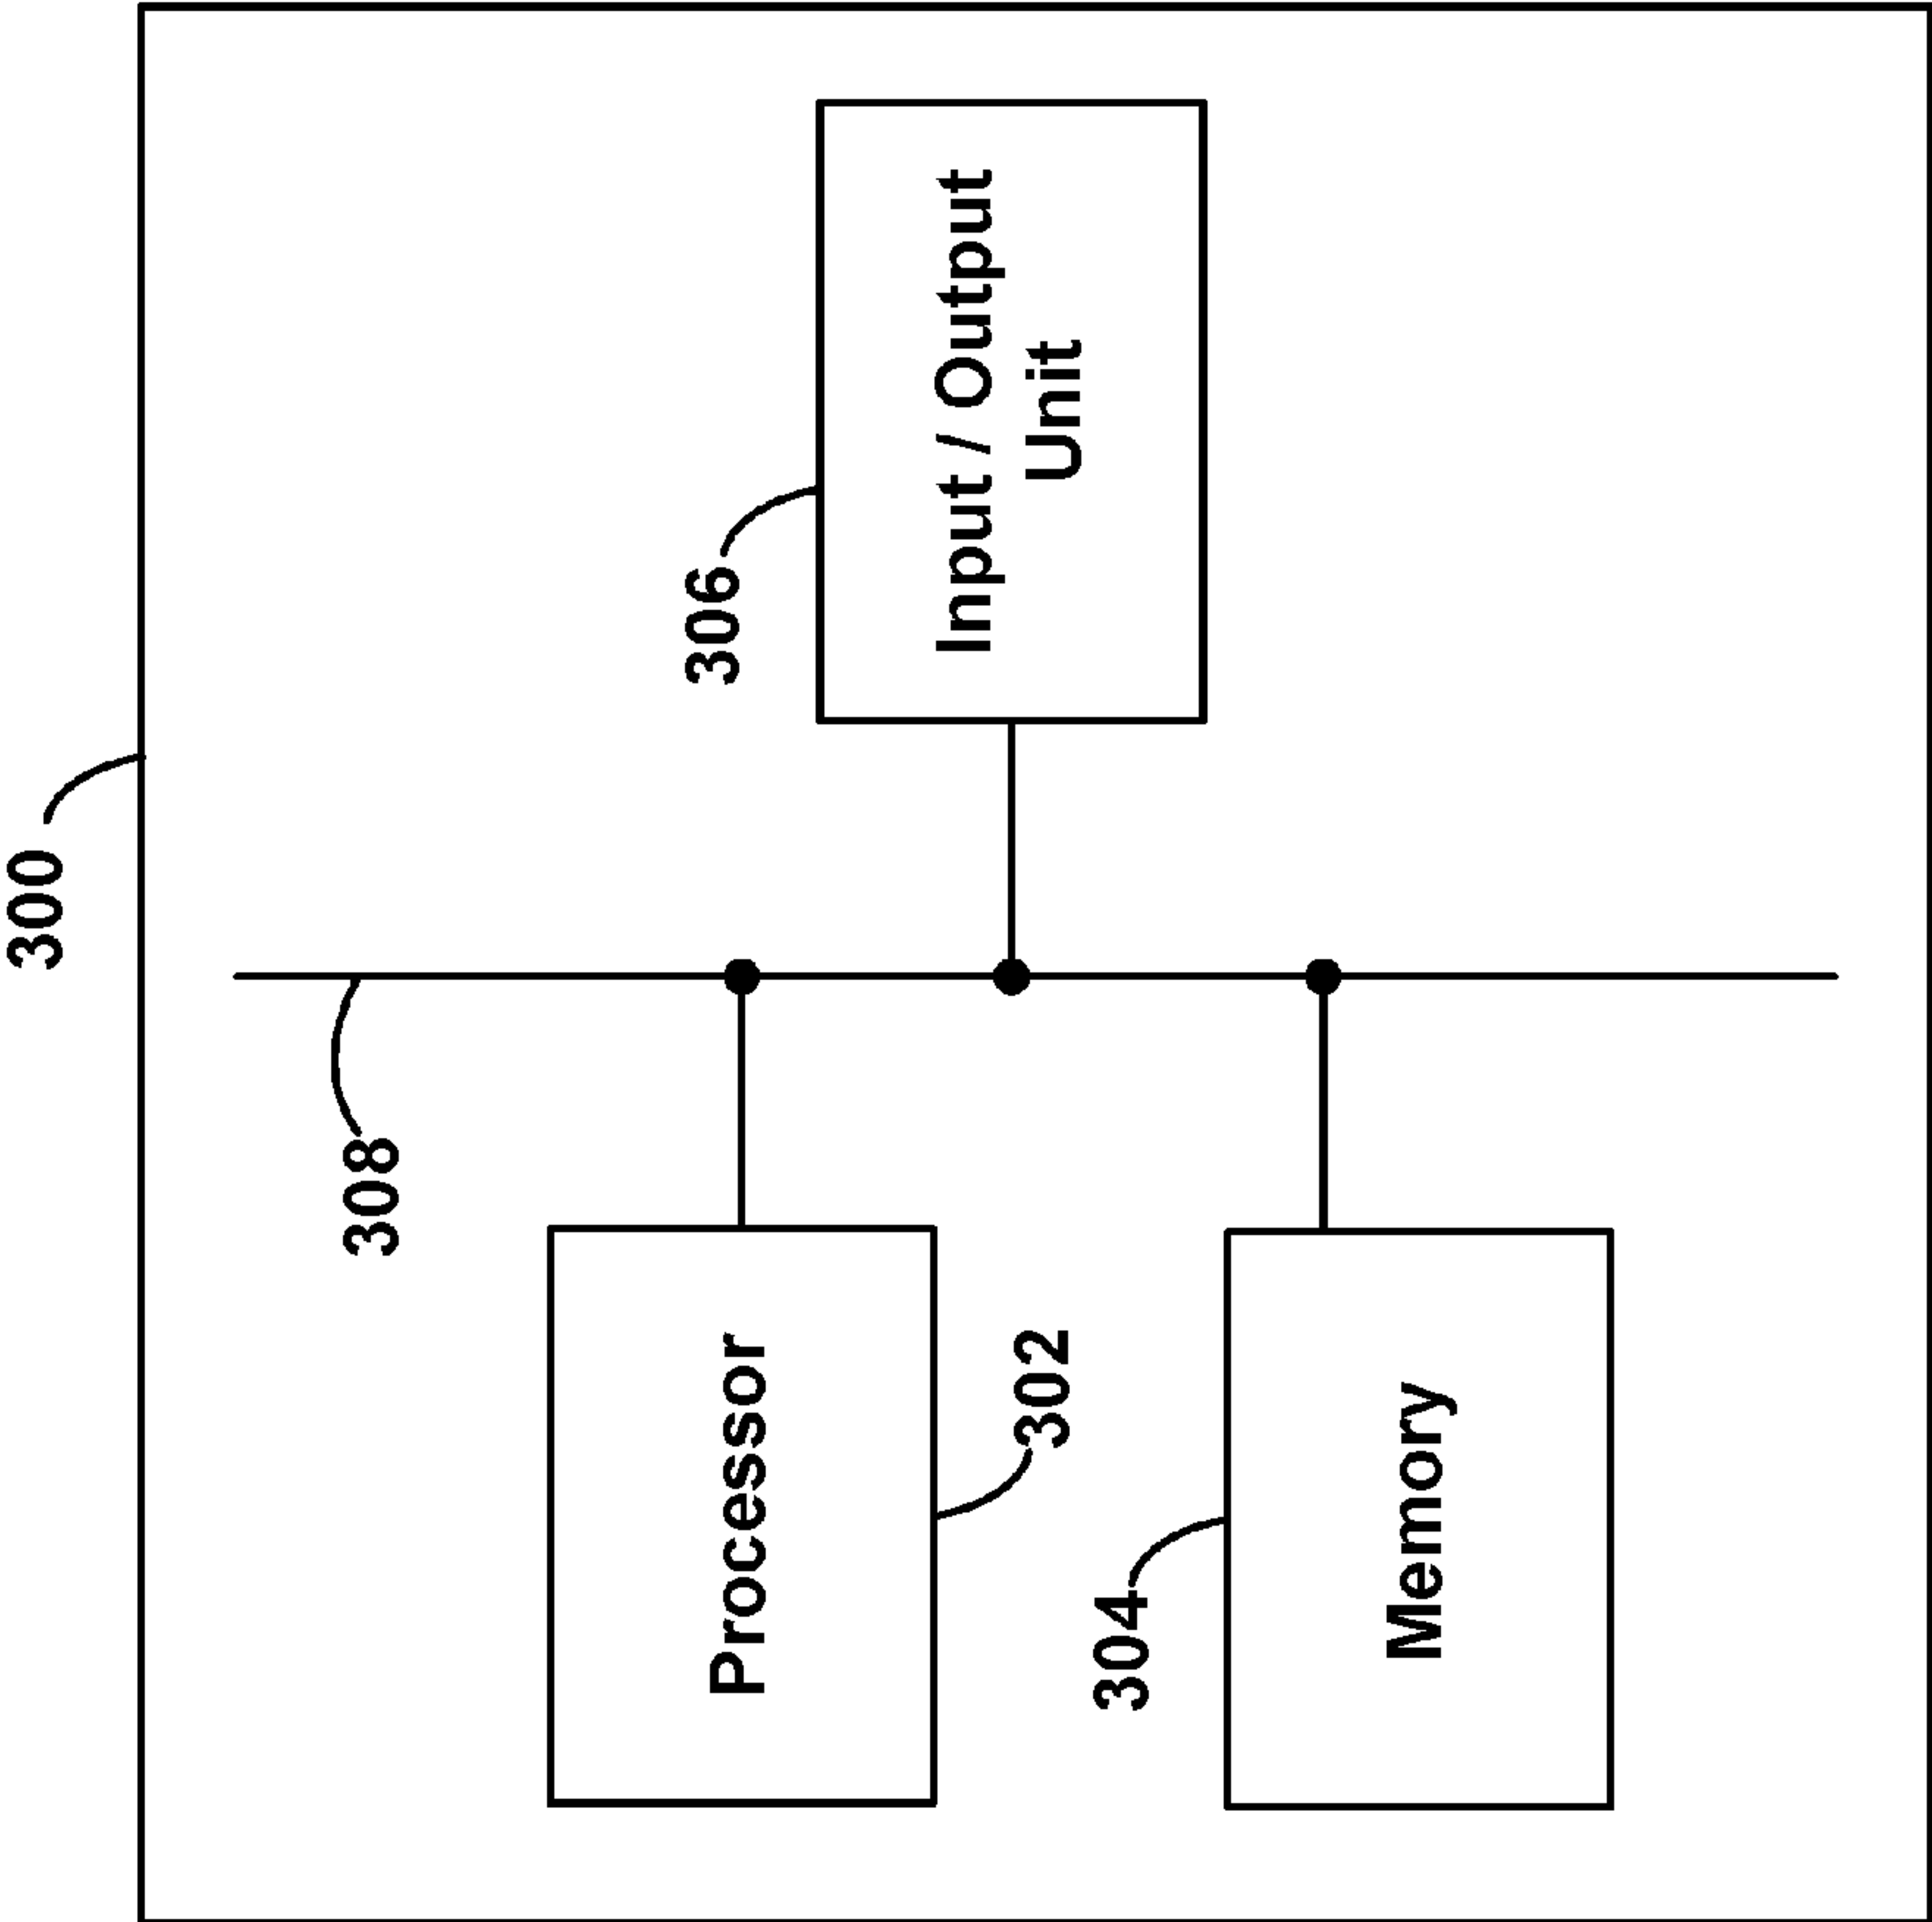 300
308
Processor
302
304
Memory
306
Input / Output
Unit